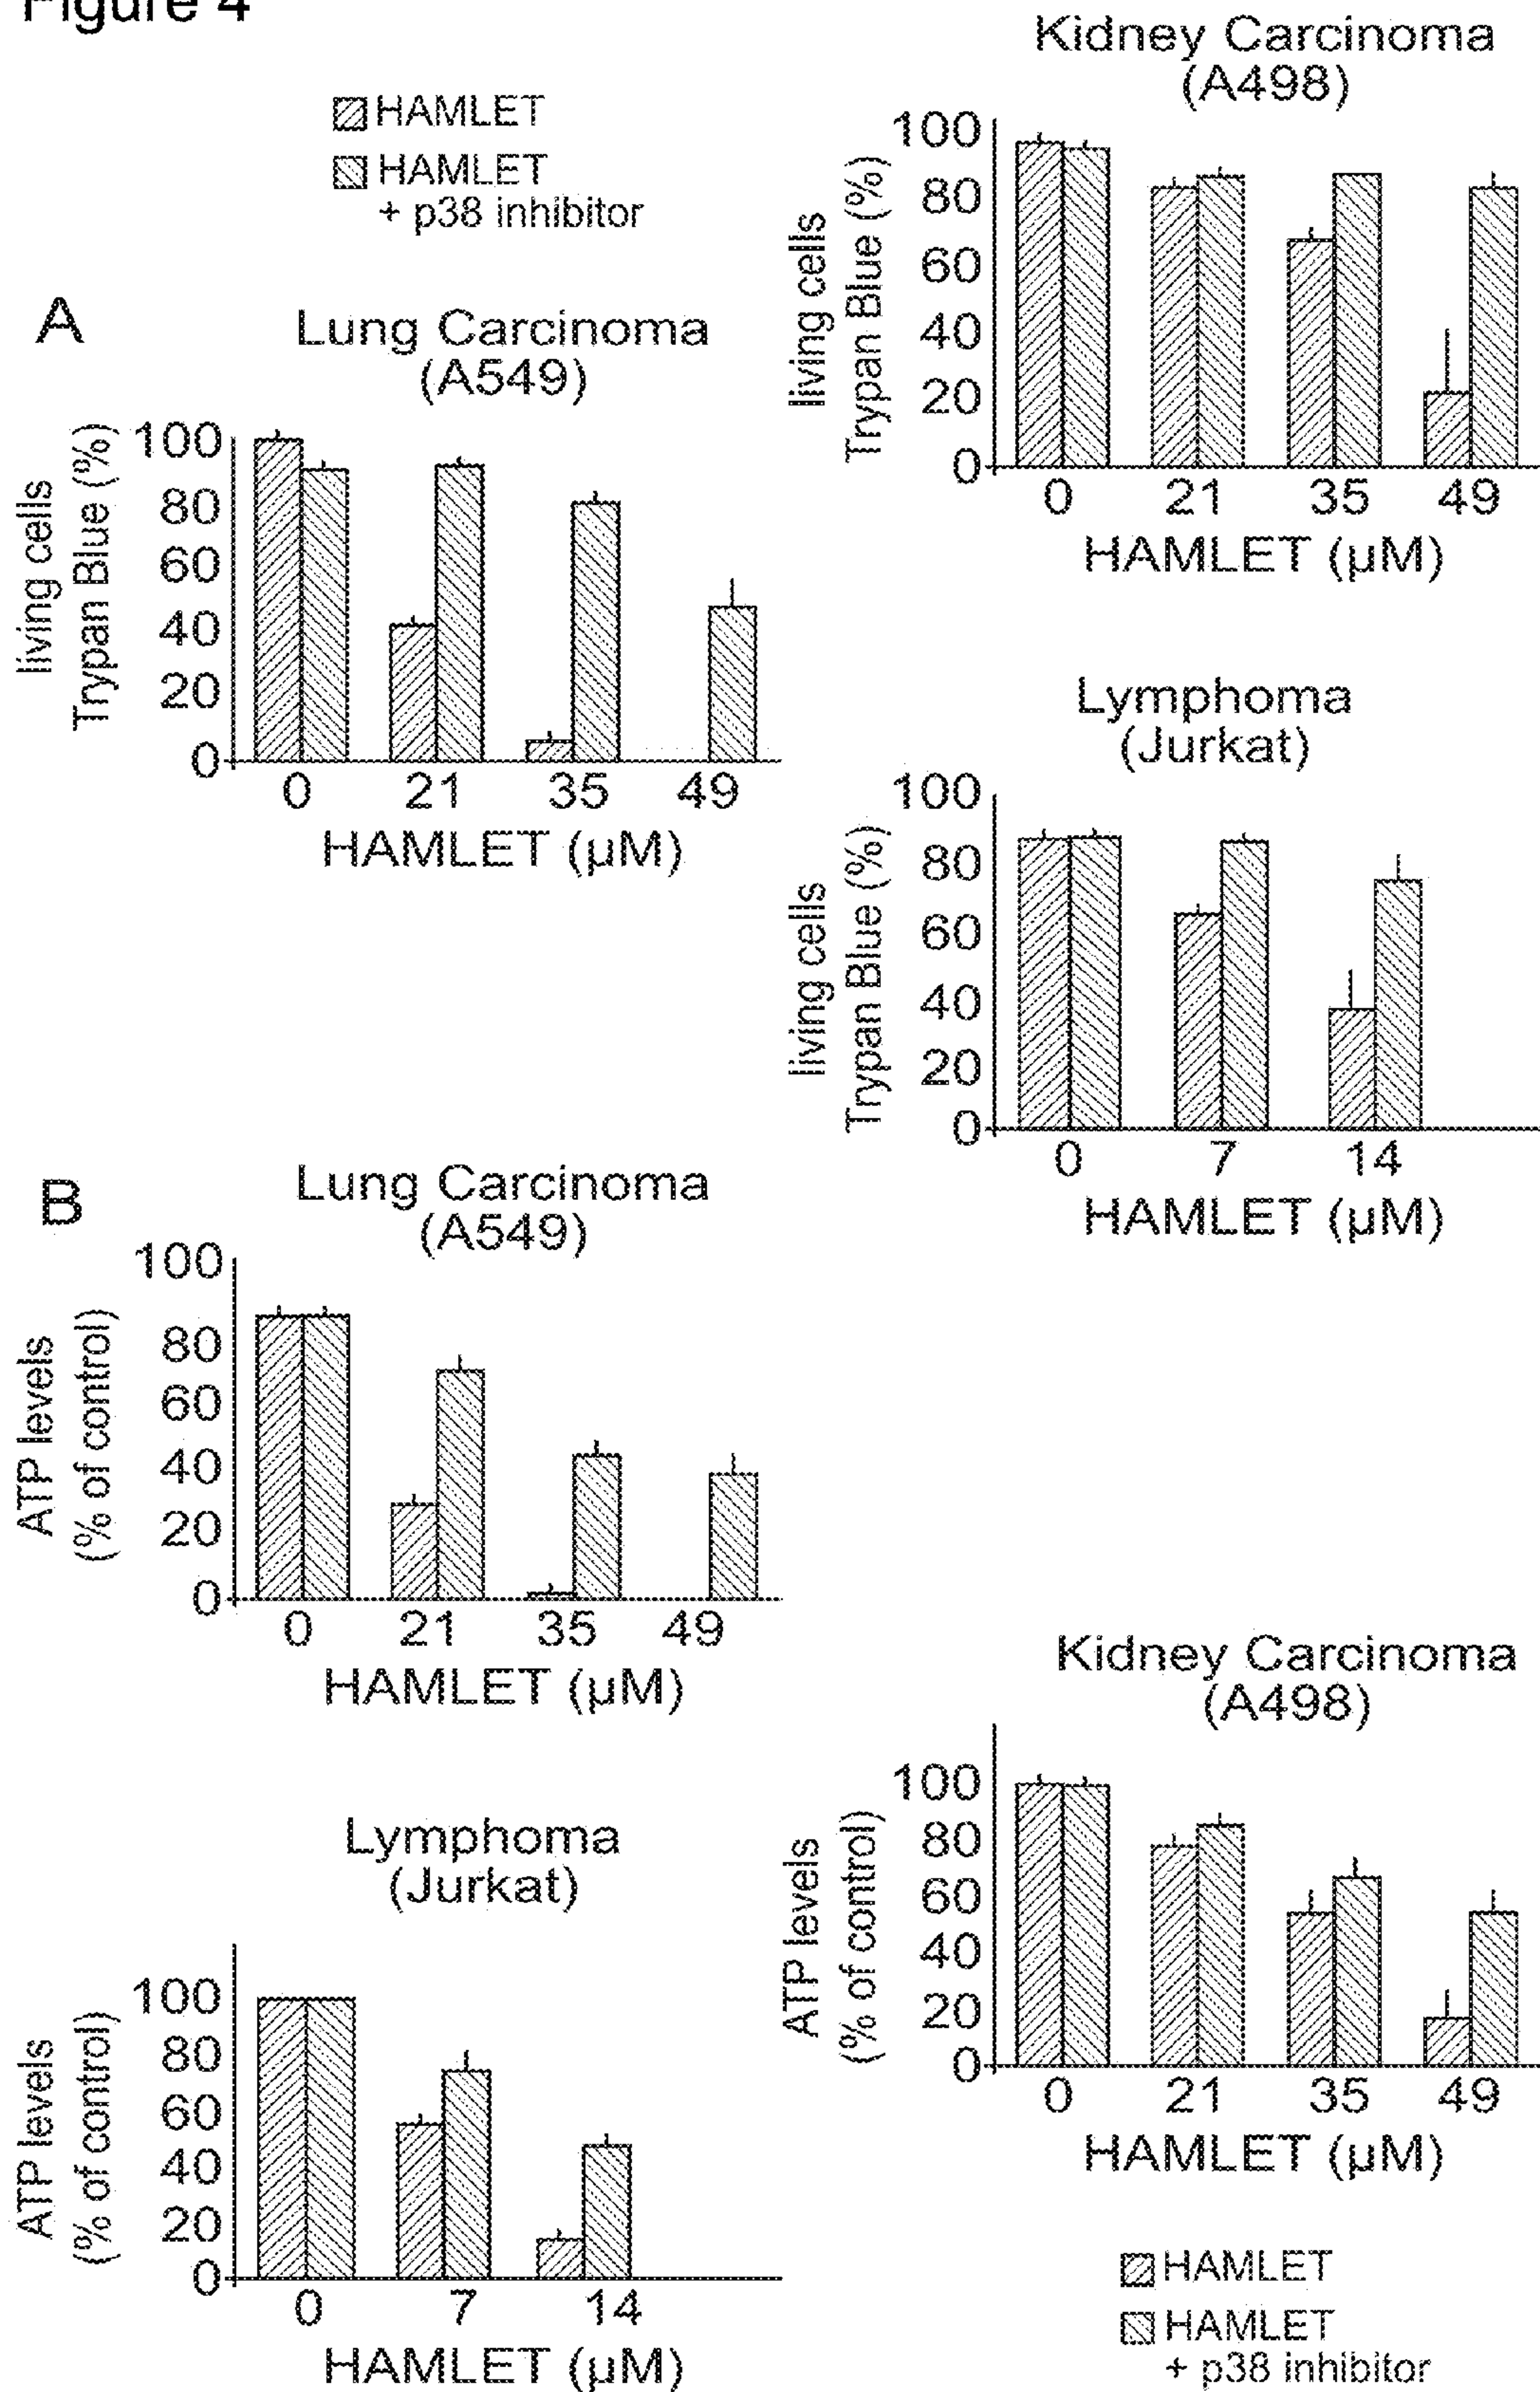 Figure 4
HAMLET
HAMLET
+ p38 inhibitor
A
Lung Carcinoma
(A549)
living cells
Trypan Blue (%)
100
80
60
40
20
0
0 21 35 49
HAMLET (µM)
Kidney Carcinoma
(A498)
living cells
Trypan Blue (%)
100
80
60
40
20
0
0 21 35 49
HAMLET (µM)
Lymphoma
(Jurkat)
living cells
Trypan Blue (%)
100
80
60
40
20
0
0 7 14
HAMLET (µM)
B
Lung Carcinoma
(A549)
ATP levels
(% of control)
100
80
60
40
20
0
0 21 35 49
HAMLET (µM)
Kidney Carcinoma
(A498)
ATP levels
(% of control)
100
80
60
40
20
0
0 21 35 49
HAMLET (µM)
Lymphoma
(Jurkat)
ATP levels
(% of control)
100
80
60
40
20
0
0 7 14
HAMLET (µM)
HAMLET
HAMLET
+ p38 inhibitor